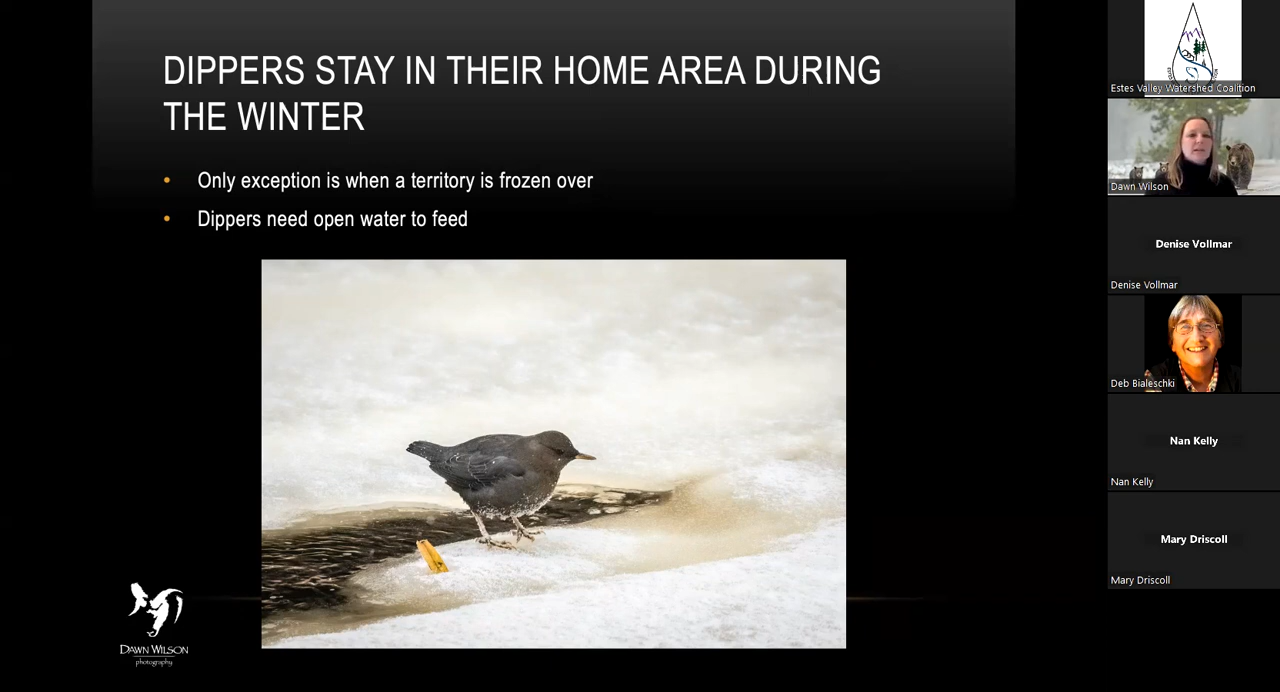 DIPPERS STAY IN THEIR HOME AREA DURING
THE WINTER
• Only exception is when a territory is frozen over
• Dippers need open water to feed
DAWN WILSON
photography
Estes Valley Watershed Coalition
Dawn Wilson
Denise Vollmar
Denise Vollmar
Deb Bialeschki
Nan Kelly
Nan Kelly
Mary Driscoll
Mary Driscoll